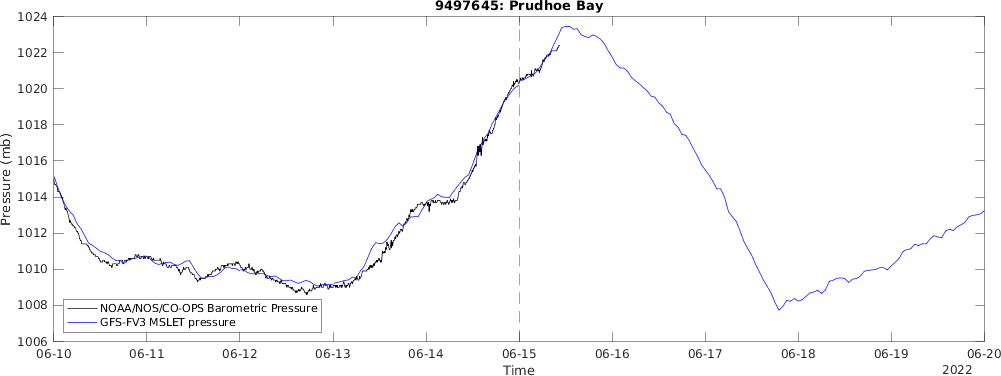 9497645: Prudhoe Bay
1024
1022
1020
1018
1016
1014
1012
1010
1008
1006
Pressure (mb)
NOAA/NOS/CO-OPS Barometric Pressure
GFS-FV3 MSLET pressure
06-10 06-11 06-12 06-13 06-14 06-15 06-16 06-17 06-18 06-19 06-20
Time
2022